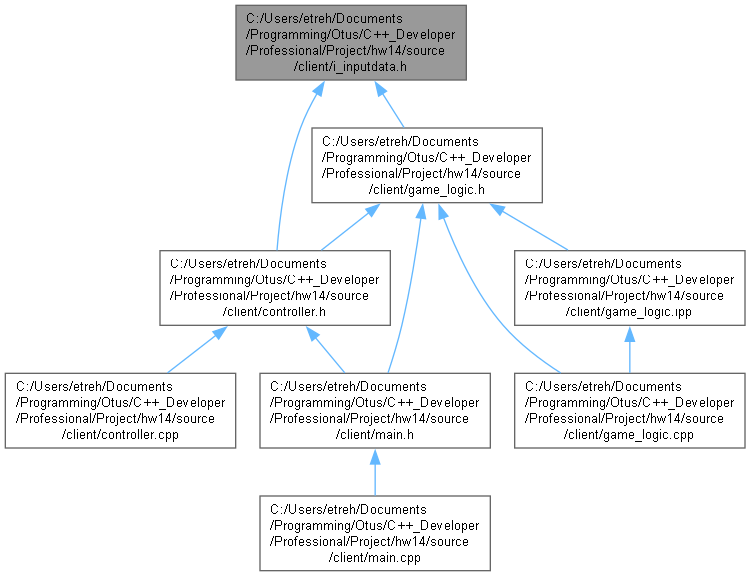 C:/Users/etreh/Documents
/Programming/Otus/C++_Developer
/Professional/Project/hw14/source
/client/i_inputdata.h
C:/Users/etreh/Documents
/Programming/Otus/C++_Developer
/Professional/Project/hw14/source
/client/game_logic.h
C:/Users/etreh/Documents
/Programming/Otus/C++_Developer
/Professional/Project/hw14/source
/client/controller.h
C:/Users/etreh/Documents
/Programming/Otus/C++_Developer
/Professional/Project/hw14/source
/client/game_logic.ipp
C:/Users/etreh/Documents
/Programming/Otus/C++_Developer
/Professional/Project/hw14/source
/client/controller.cpp
C:/Users/etreh/Documents
/Programming/Otus/C++_Developer
/Professional/Project/hw14/source
/client/main.h
C:/Users/etreh/Documents
/Programming/Otus/C++_Developer
/Professional/Project/hw14/source
/client/game_logic.cpp
C:/Users/etreh/Documents
/Programming/Otus/C++_Developer
/Professional/Project/hw14/source
/client/main.cpp